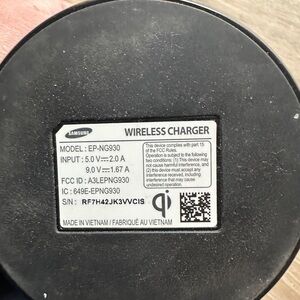 SAMSUNG
WIRELESS CHARGER
MODEL : EP-NG930
INPUT : 5.0 V⎓2.0 A
9.0 V⎓1.67 A
FCC ID : A3LEPNG930
IC : 649E-EPNG930
S/N : RF7H42JK3VVCIS
This device complies with part 15
of the FCC Rules.
Operation is subject to the following
two conditions: (1) This device may
not cause harmful interference, and
(2) this device must accept any
interference received, including
interference that may cause
undesired operation.
qi
MADE IN VIETNAM / FABRIQUÉ AU VIETNAM